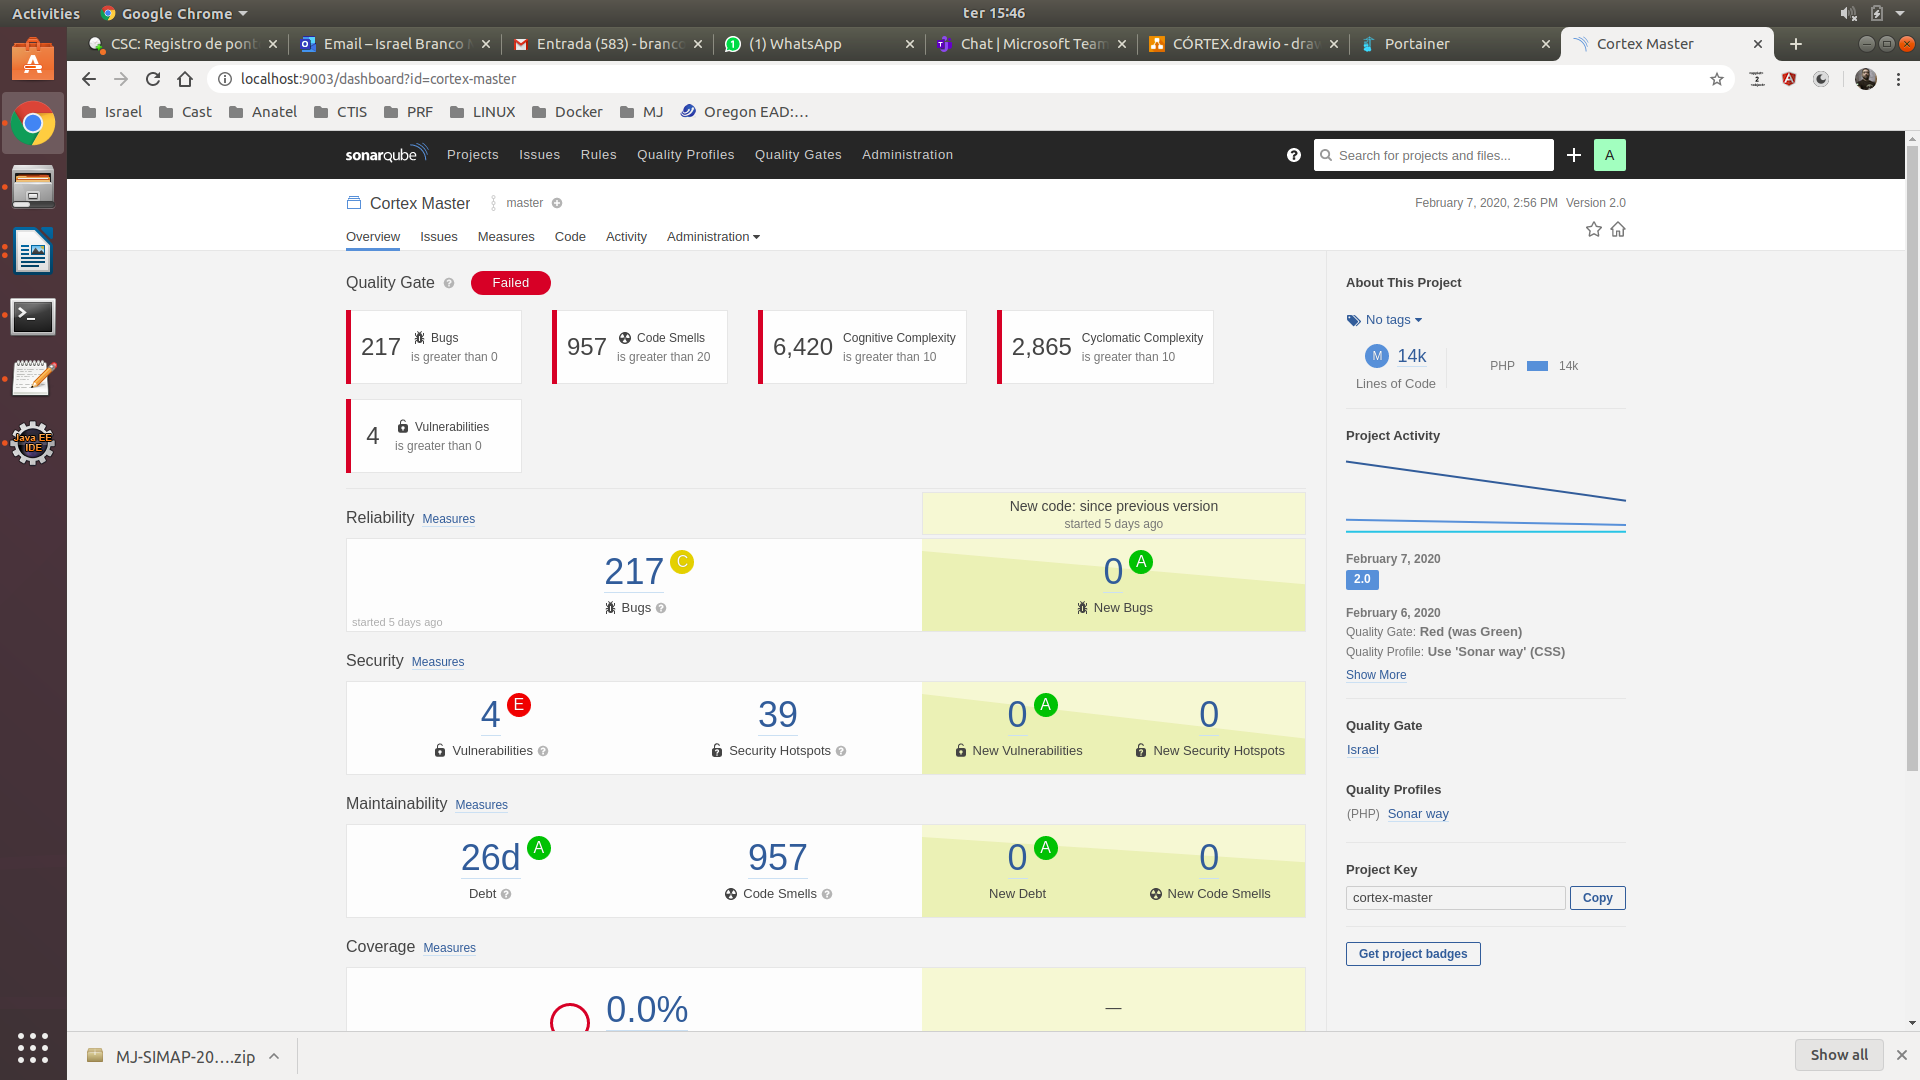 Activities
Google Chrome
ter 15:46
CSC: Registro de pont
Email – Israel Branco
Entrada (583) - branc
(1) WhatsApp
Chat | Microsoft Team
CÓRTEX.drawio - draw
Portainer
Cortex Master
localhost:9003/dashboard?id=cortex-master
Israel
Cast
Anatel
CTIS
PRF
LINUX
Docker
MJ
Oregon EAD:...
sonarqube
Projects
Issues
Rules
Quality Profiles
Quality Gates
Administration
Search for projects and files...
A
Cortex Master
master
February 7, 2020, 2:56 PM Version 2.0
Overview
Issues
Measures
Code
Activity
Administration
Quality Gate
Failed
217 Bugs
is greater than 0
957 Code Smells
is greater than 20
6,420 Cognitive Complexity
is greater than 10
2,865 Cyclomatic Complexity
is greater than 10
4 Vulnerabilities
is greater than 0
Reliability Measures
New code: since previous version
started 5 days ago
217 C
Bugs
started 5 days ago
0 A
New Bugs
Security Measures
4 E
Vulnerabilities
39
Security Hotspots
0 A
New Vulnerabilities
0
New Security Hotspots
Maintainability Measures
26d A
Debt
957
Code Smells
0 A
New Debt
0
New Code Smells
Coverage Measures
0.0%
—
About This Project
No tags
M 14k
Lines of Code
PHP 14k
Project Activity
February 7, 2020
2.0
February 6, 2020
Quality Gate: Red (was Green)
Quality Profile: Use 'Sonar way' (CSS)
Show More
Quality Gate
Israel
Quality Profiles
(PHP) Sonar way
Project Key
cortex-master
Copy
Get project badges
Java EE
IDE
MJ-SIMAP-20....zip
Show all